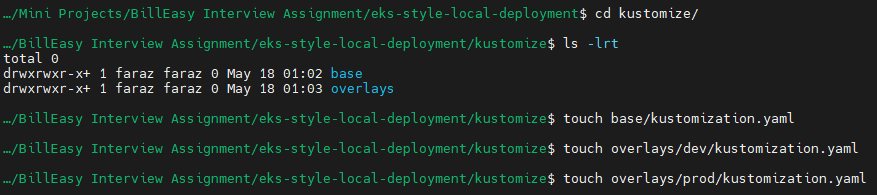 …/Mini Projects/BillEasy Interview Assignment/eks-style-local-deployment$ cd kustomize/
…/BillEasy Interview Assignment/eks-style-local-deployment/kustomize$ ls -lrt
total 0
drwxrwxr-x+ 1 faraz faraz 0 May 18 01:02 base
drwxrwxr-x+ 1 faraz faraz 0 May 18 01:03 overlays
…/BillEasy Interview Assignment/eks-style-local-deployment/kustomize$ touch base/kustomization.yaml
…/BillEasy Interview Assignment/eks-style-local-deployment/kustomize$ touch overlays/dev/kustomization.yaml
…/BillEasy Interview Assignment/eks-style-local-deployment/kustomize$ touch overlays/prod/kustomization.yaml